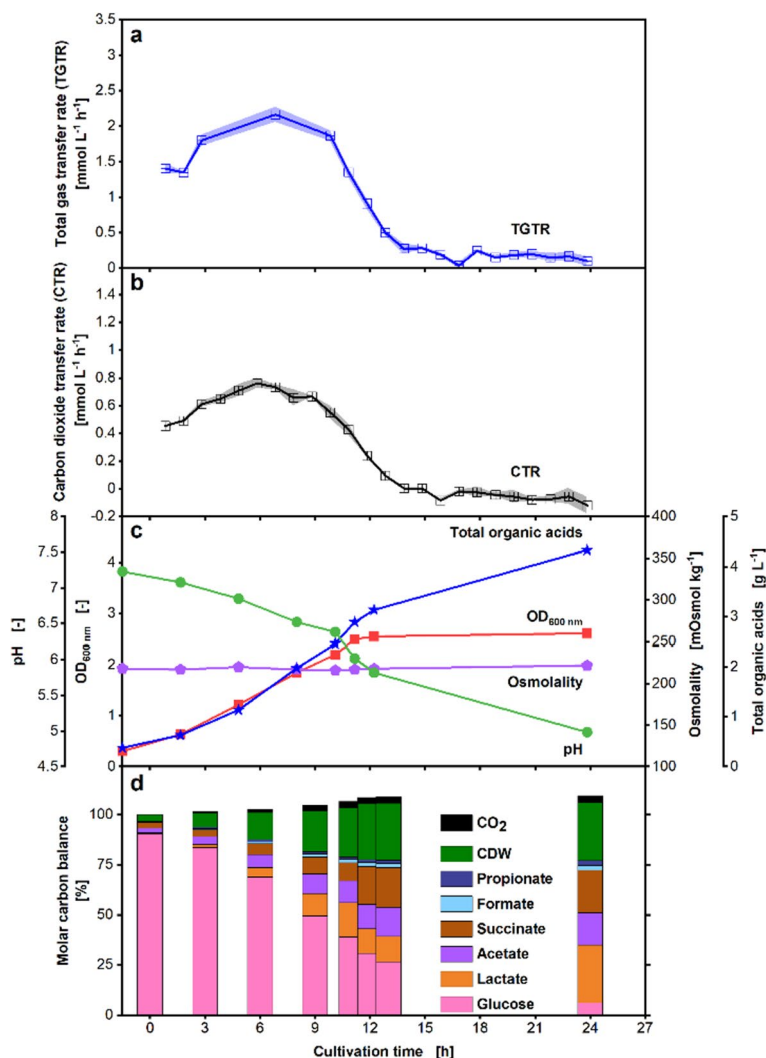 a
Total gas transfer rate (TGTR)
[mmol L⁻¹ h⁻¹]
3.5
3
2.5
2
1.5
1
0.5
0
TGTR
b
Carbon dioxide transfer rate (CTR)
[mmol L⁻¹ h⁻¹]
1.4
1.2
1
0.8
0.6
0.4
0.2
0
-0.2
CTR
c
pH [-]
8
7.5
7
6.5
6
5.5
5
4.5
OD600 nm [-]
4
3
2
1
0
Total organic acids
OD600 nm
Osmolality
pH
400
350
300
250
200
150
100
Osmolality [mOsmol kg⁻¹]
5
4
3
2
1
0
Total organic acids [g L⁻¹]
d
Molar carbon balance
[%]
100
75
50
25
0
CO₂
CDW
Propionate
Formate
Succinate
Acetate
Lactate
Glucose
0 3 6 9 12 15 18 21 24 27
Cultivation time [h]